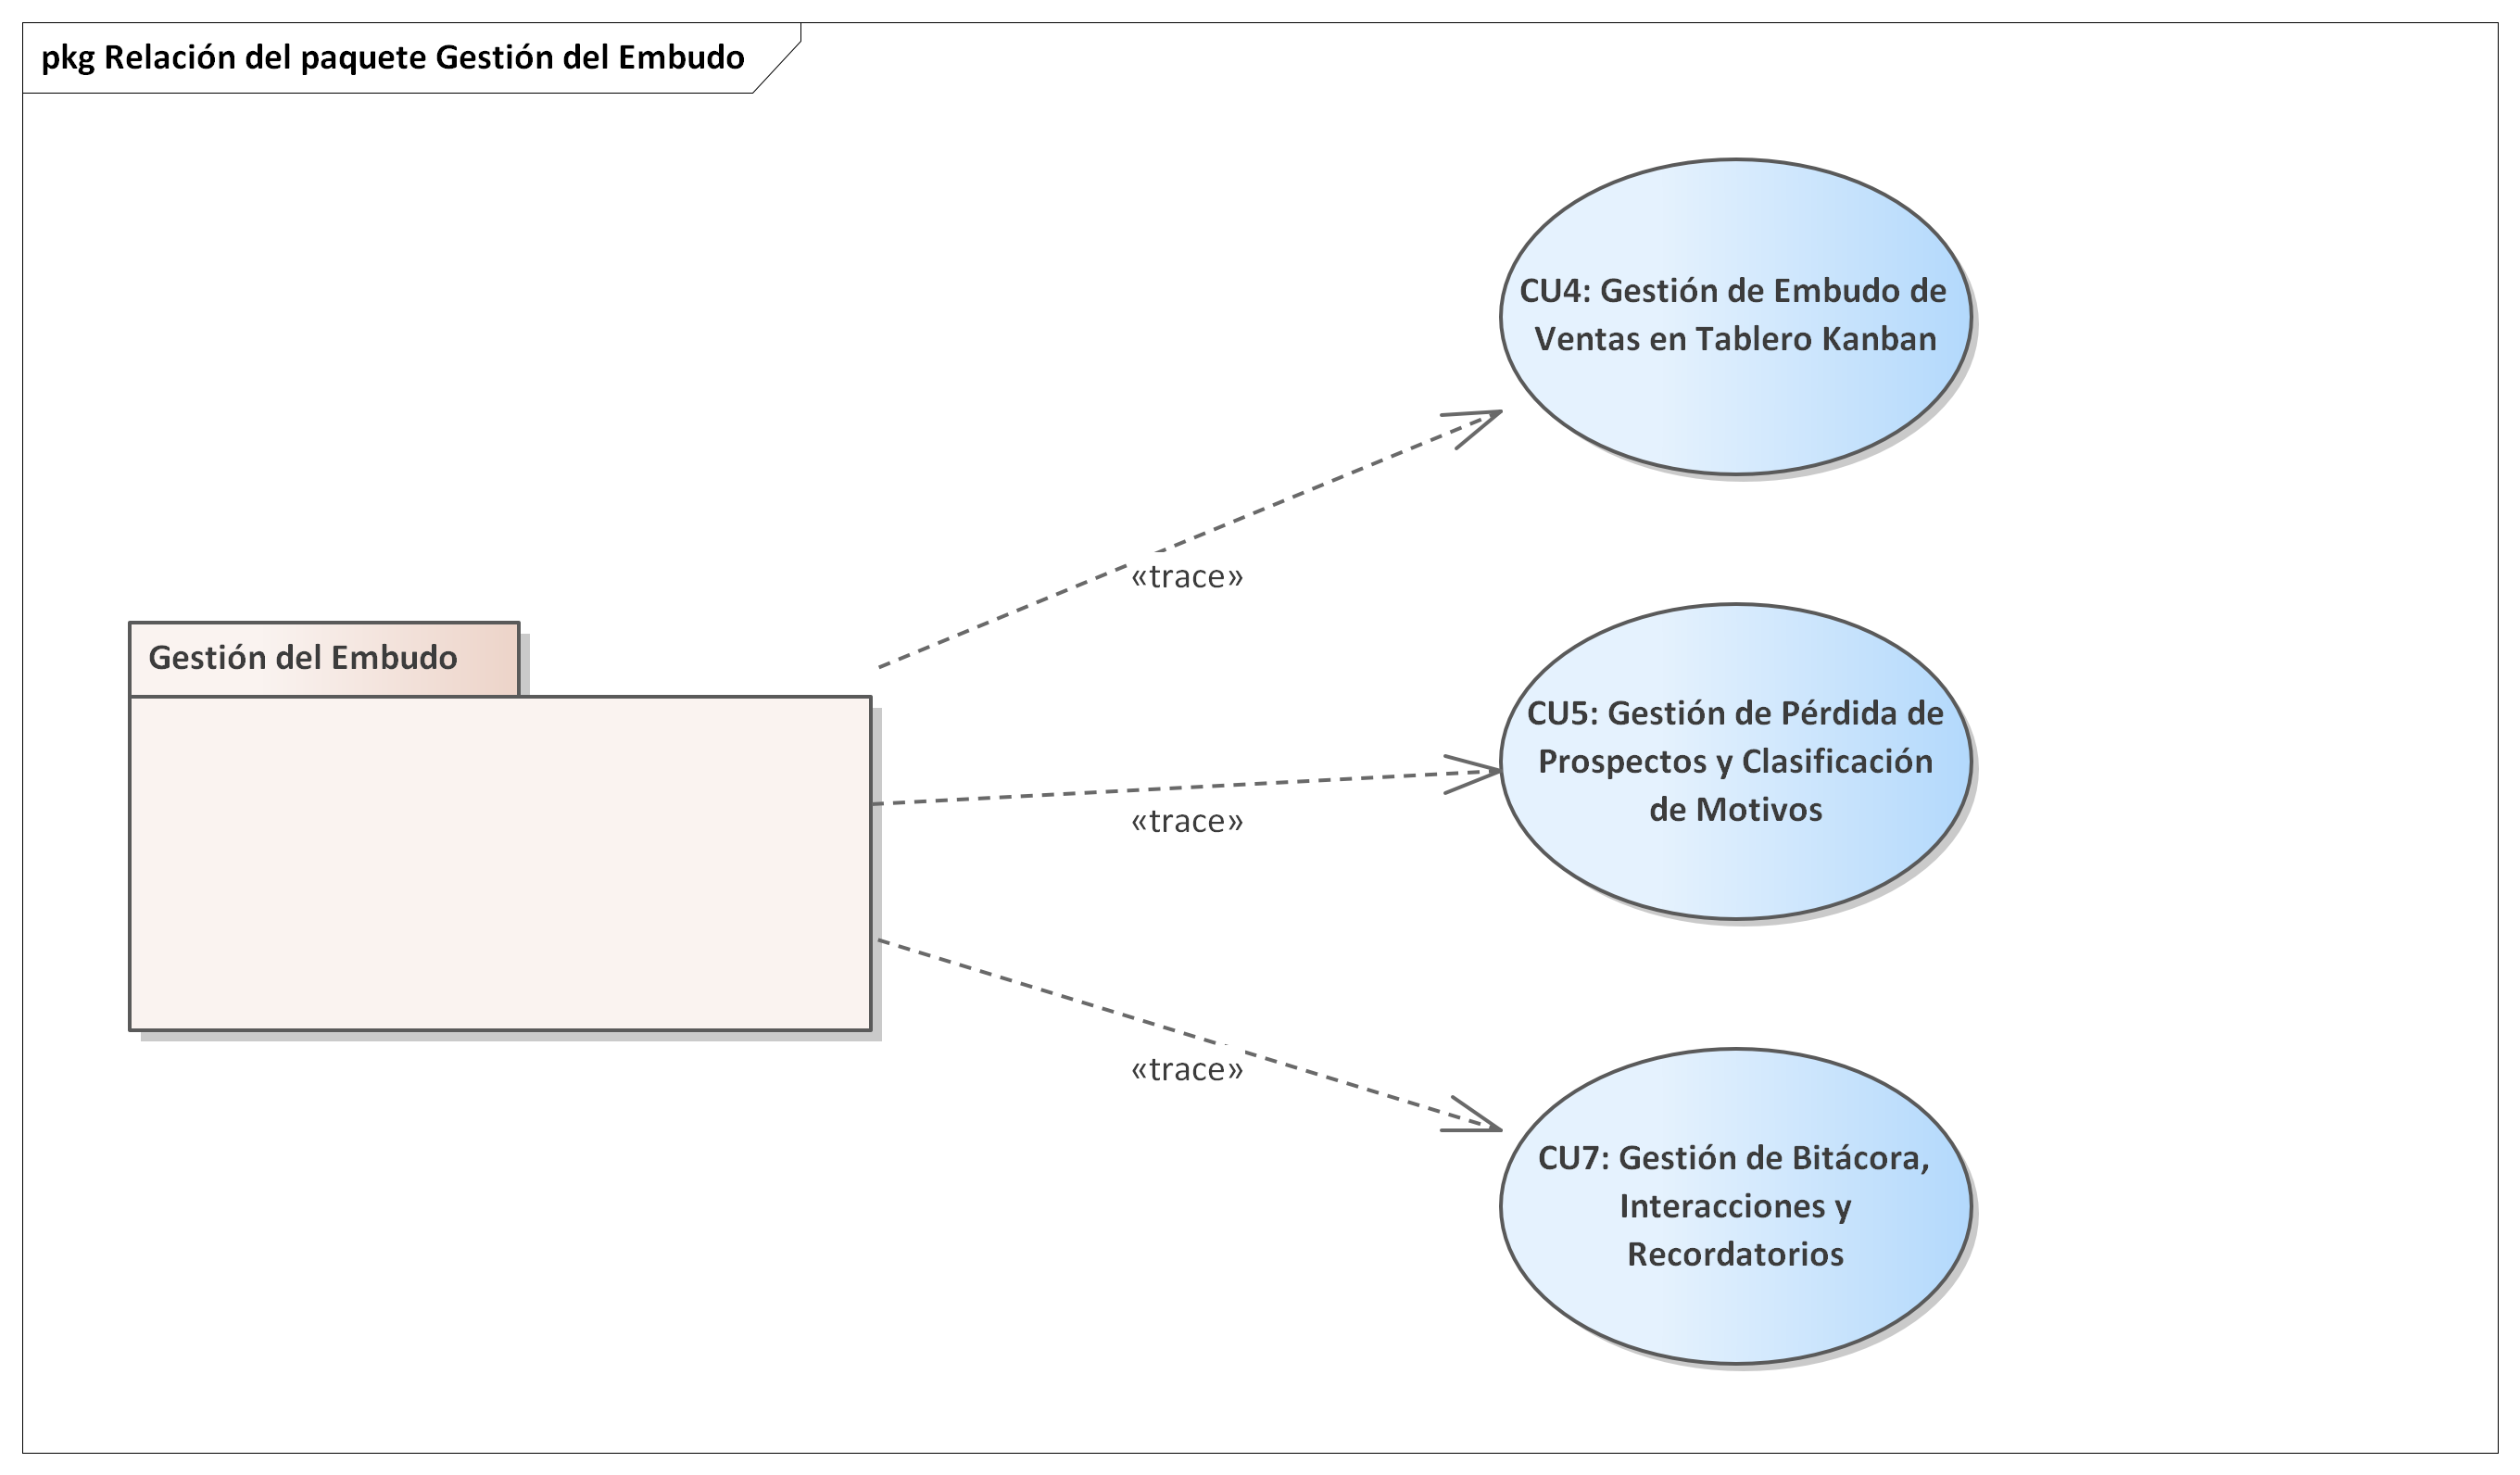 pkg Relación del paquete Gestión del Embudo
CU4: Gestión de Embudo de
Ventas en Tablero Kanban
«trace»
Gestión del Embudo
CU5: Gestión de Pérdida de
Prospectos y Clasificación
de Motivos
«trace»
«trace»
CU7: Gestión de Bitácora,
Interacciones y
Recordatorios